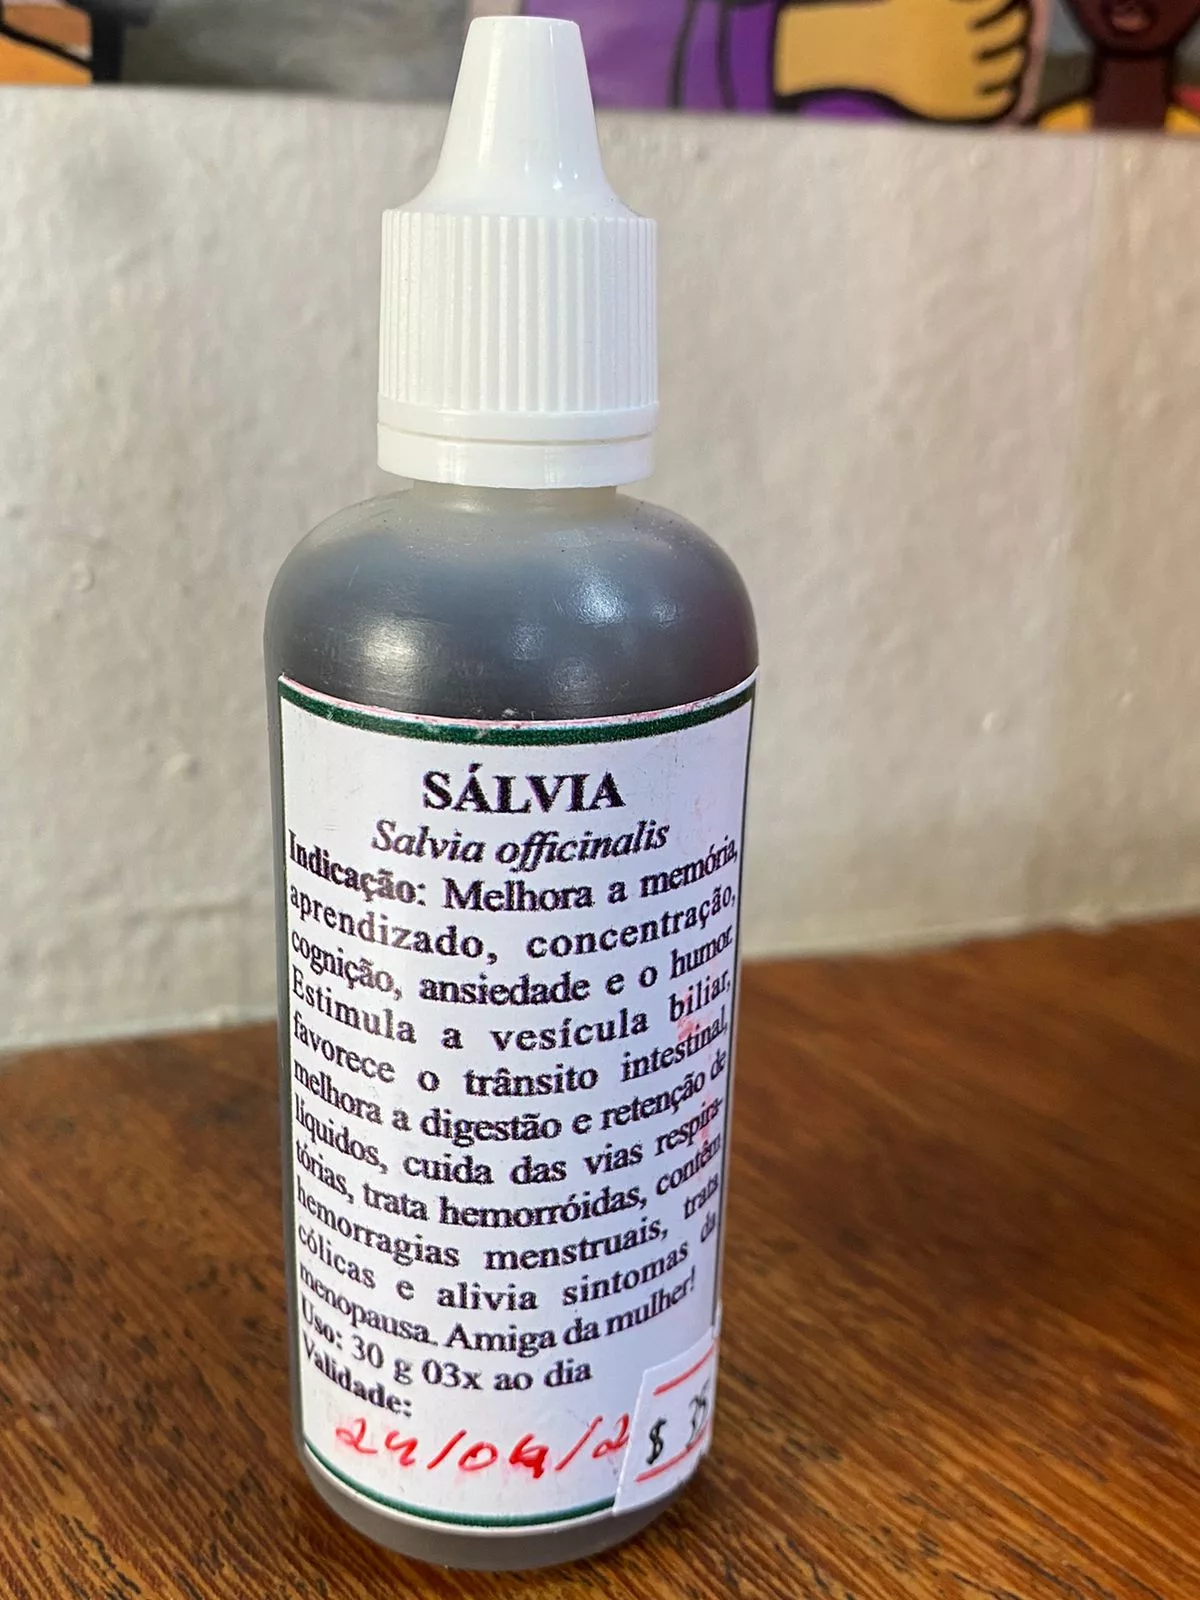 SÁLVIA
Salvia officinalis
Indicação: Melhora a memória,
aprendizado, concentração,
cognição, ansiedade e o humor.
Estimula a vesícula biliar,
favorece o trânsito intestinal,
melhora a digestão e retenção de
líquidos, cuida das vias respira-
tórias, trata hemorróidas, contêm
hemorragias menstruais, trata
cólicas e alivia sintomas da
menopausa. Amiga da mulher!
Uso: 30 g 03x ao dia
Validade:
24/04/2
$ 35